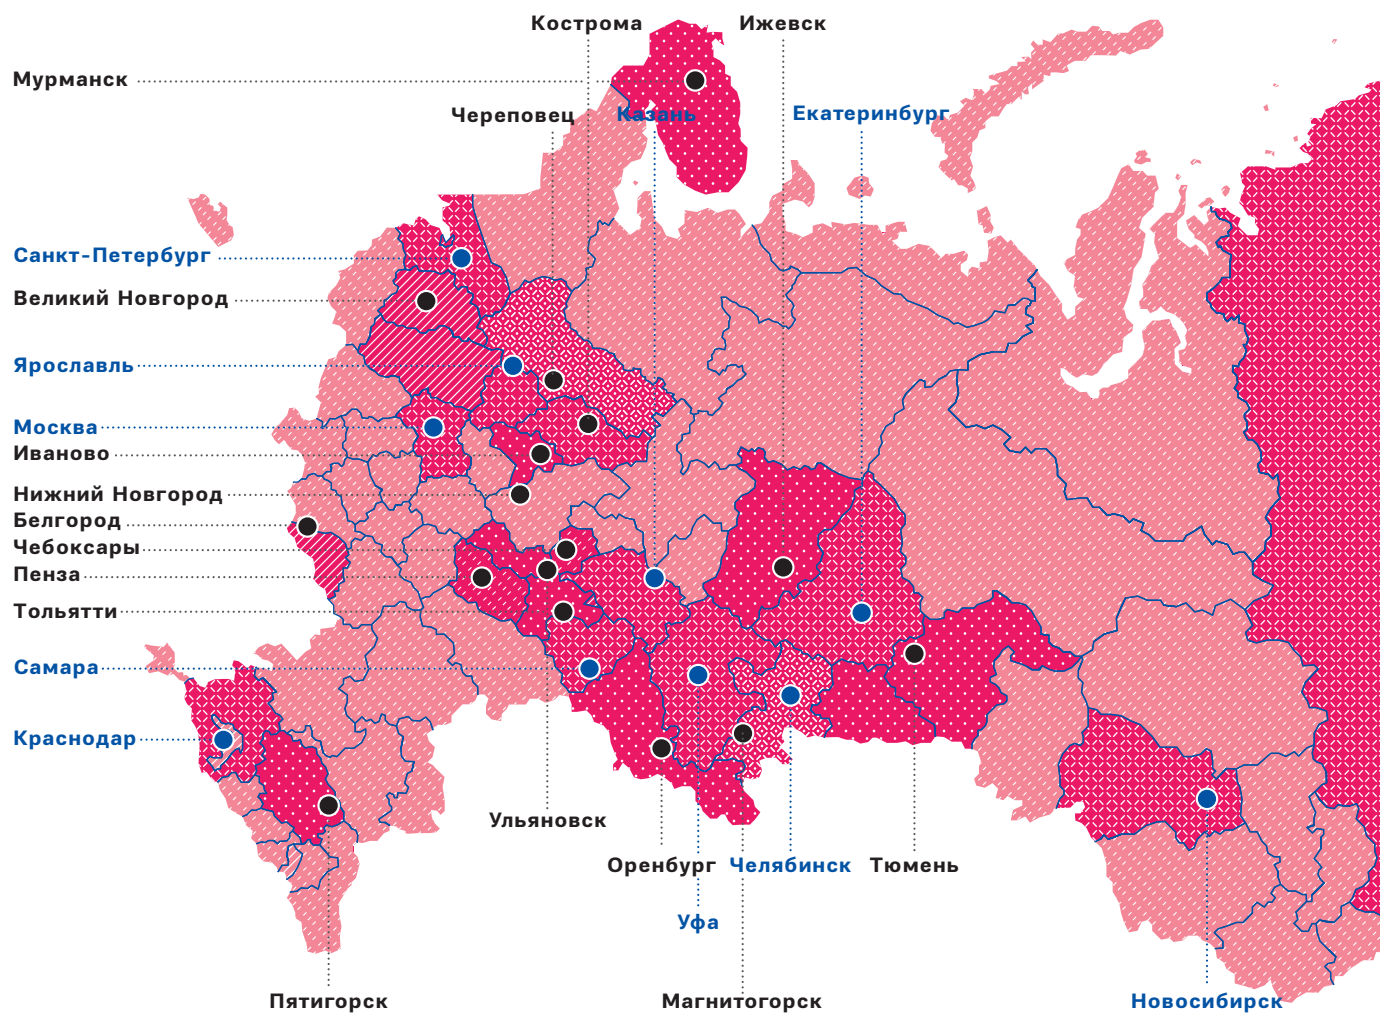 Кострома
Ижевск
Мурманск
Череповец
Казань
Екатеринбург
Санкт-Петербург
Великий Новгород
Ярославль
Москва
Иваново
Нижний Новгород
Белгород
Чебоксары
Пенза
Тольятти
Самара
Краснодар
Ульяновск
Оренбург
Челябинск
Тюмень
Уфа
Пятигорск
Магнитогорск
Новосибирск